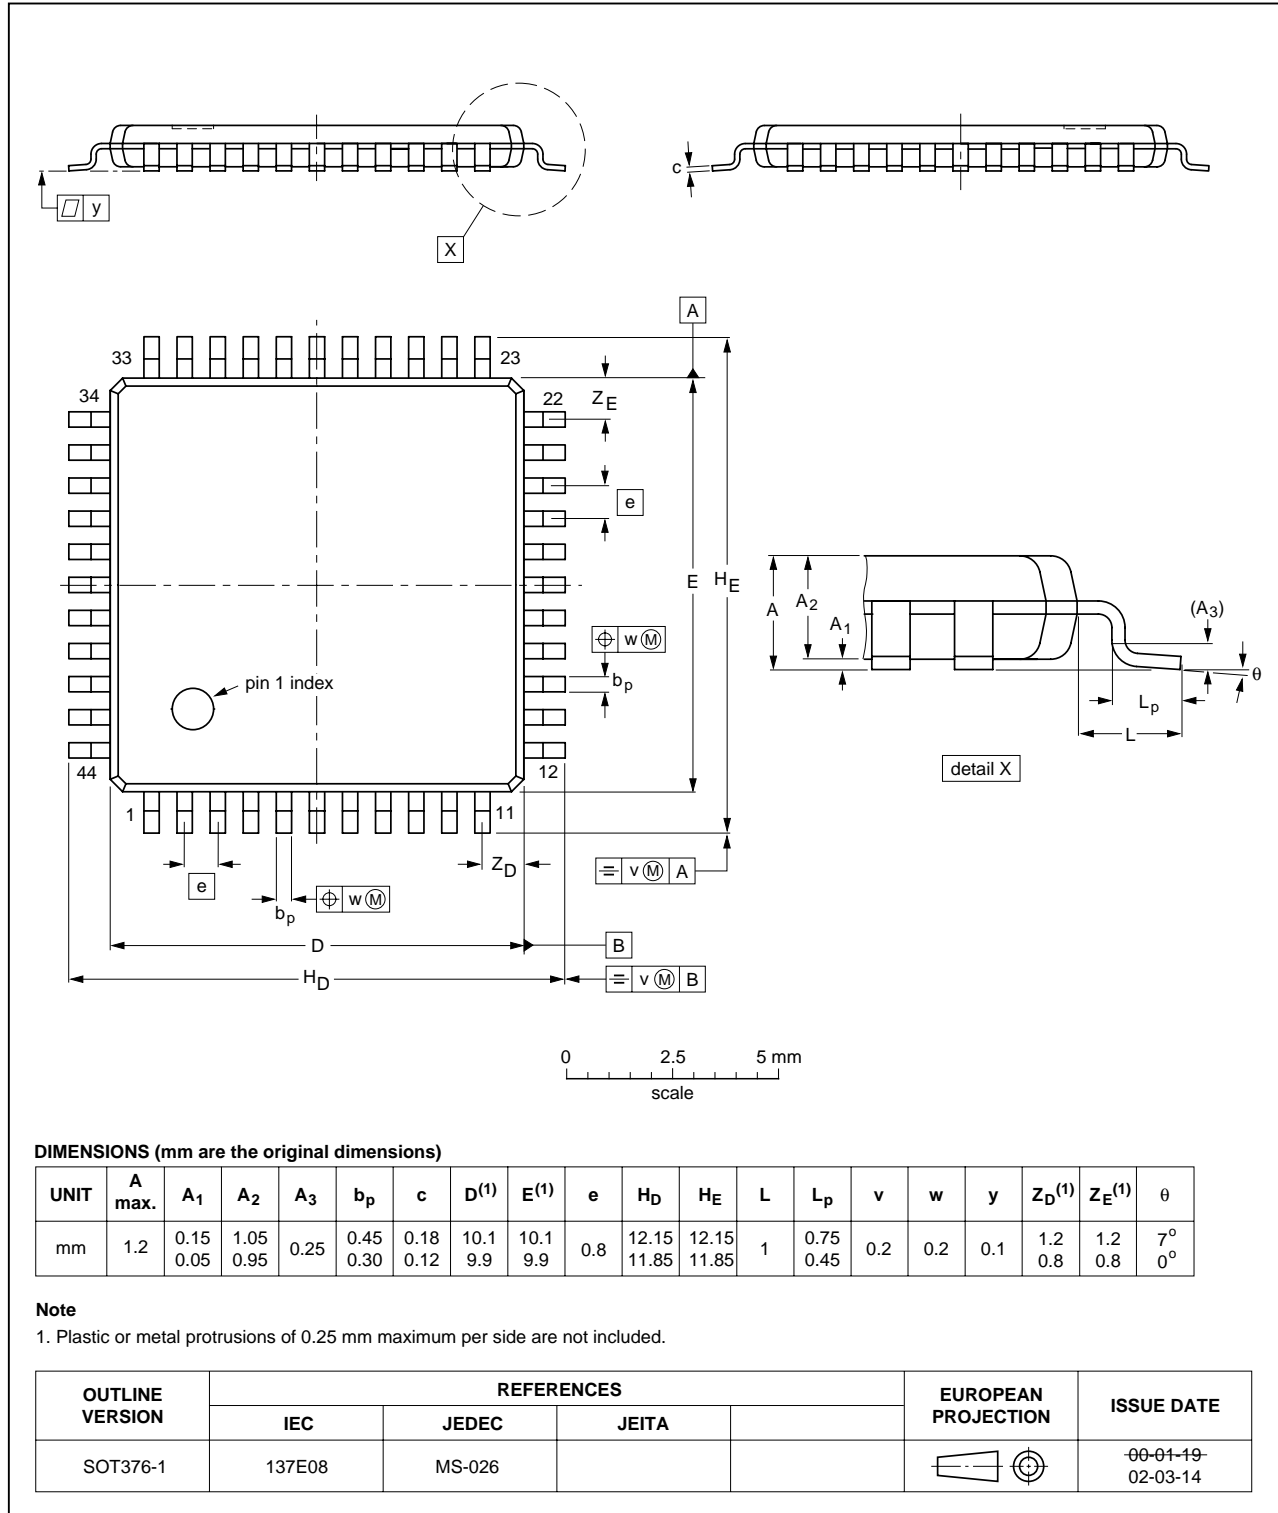 c
y
X
A
33
23
34
22
Z_E
e
E
H_E
w Ⓜ
b_p
pin 1 index
44
12
1
11
Z_D
e
b_p
w Ⓜ
v Ⓜ A
D
B
H_D
v Ⓜ B
A
A₂
A₁
(A₃)
θ
L_p
L
detail X
0 2.5 5 mm
scale
DIMENSIONS (mm are the original dimensions)
UNIT A max. A₁ A₂ A₃ b_p c D⁽¹⁾ E⁽¹⁾ e H_D H_E L L_p v w y Z_D⁽¹⁾ Z_E⁽¹⁾ θ
mm 1.2 0.15 0.05 1.05 0.95 0.25 0.45 0.30 0.18 0.12 10.1 9.9 10.1 9.9 0.8 12.15 11.85 12.15 11.85 1 0.75 0.45 0.2 0.2 0.1 1.2 0.8 1.2 0.8 7° 0°
Note
1. Plastic or metal protrusions of 0.25 mm maximum per side are not included.
OUTLINE VERSION REFERENCES EUROPEAN PROJECTION ISSUE DATE
IEC JEDEC JEITA
SOT376-1 137E08 MS-026 00-01-19
02-03-14